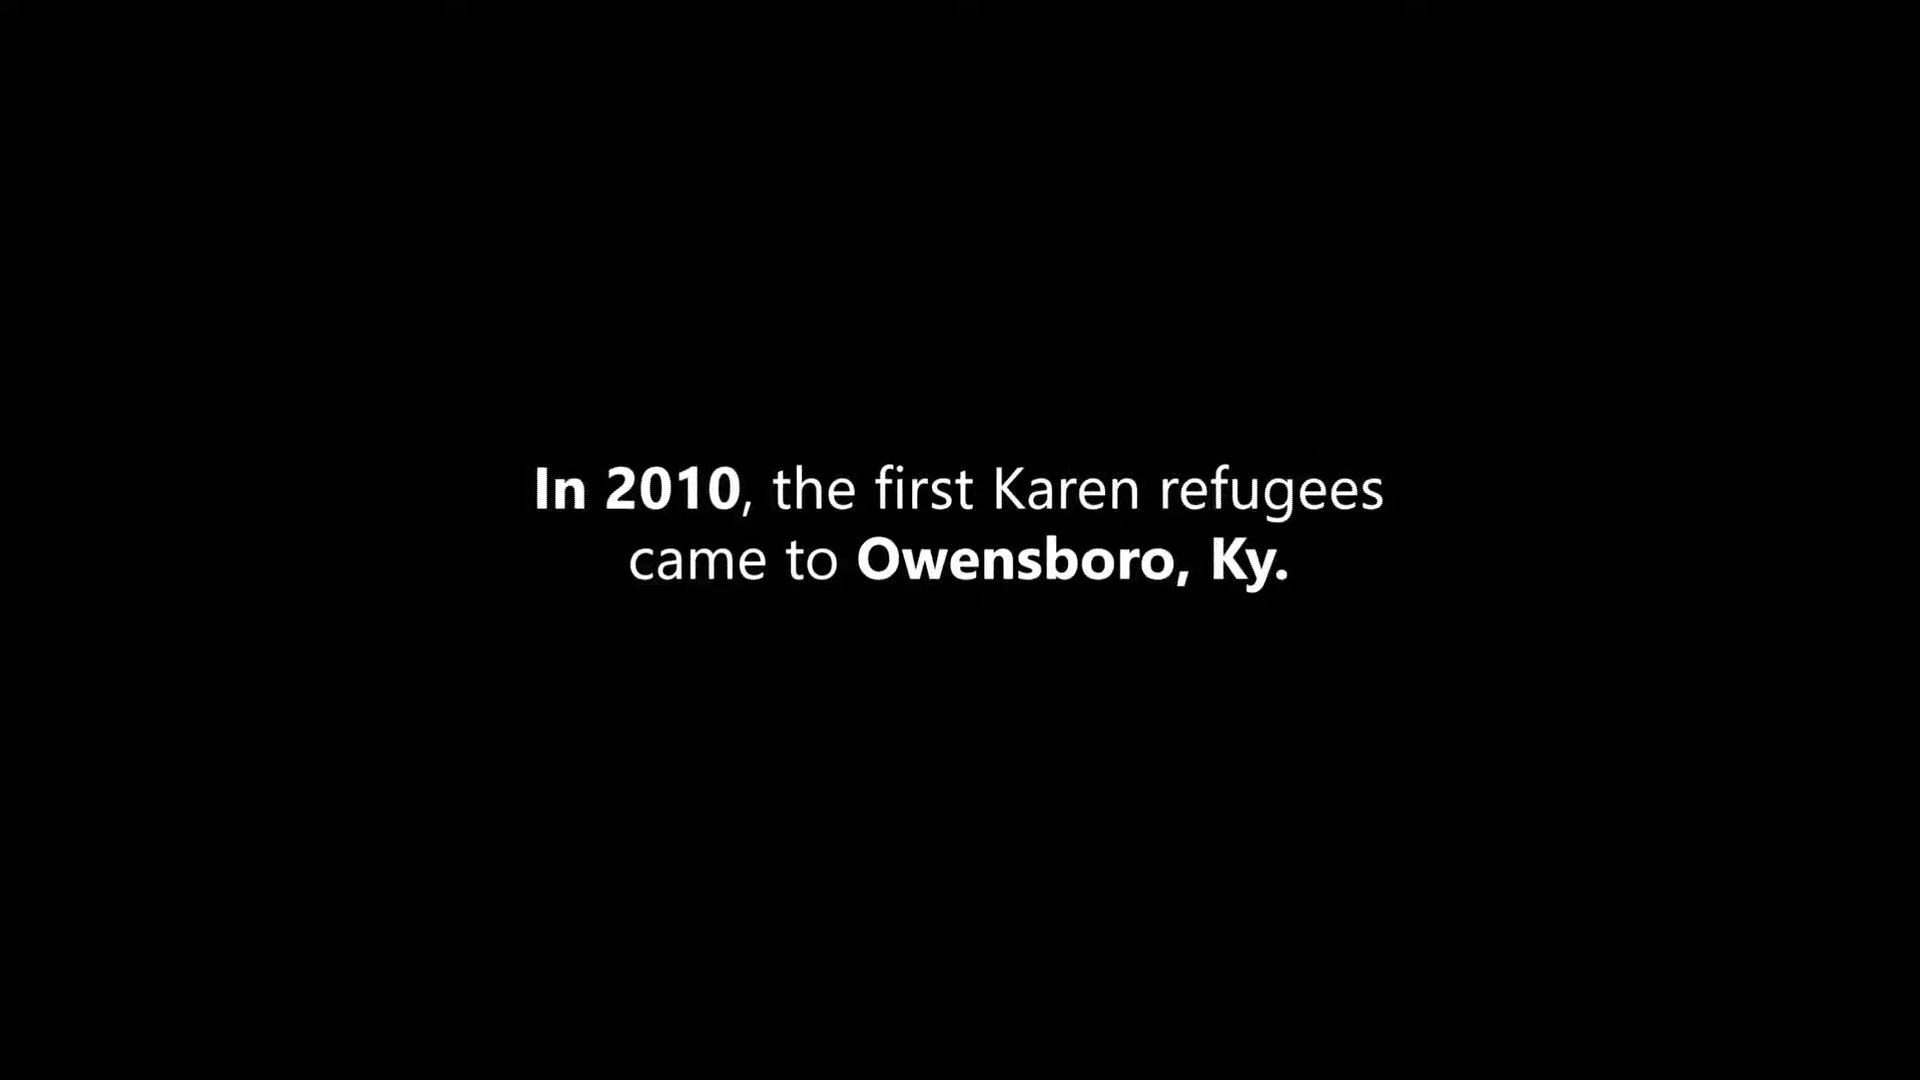 In 2010, the first Karen refugees
came to Owensboro, Ky.